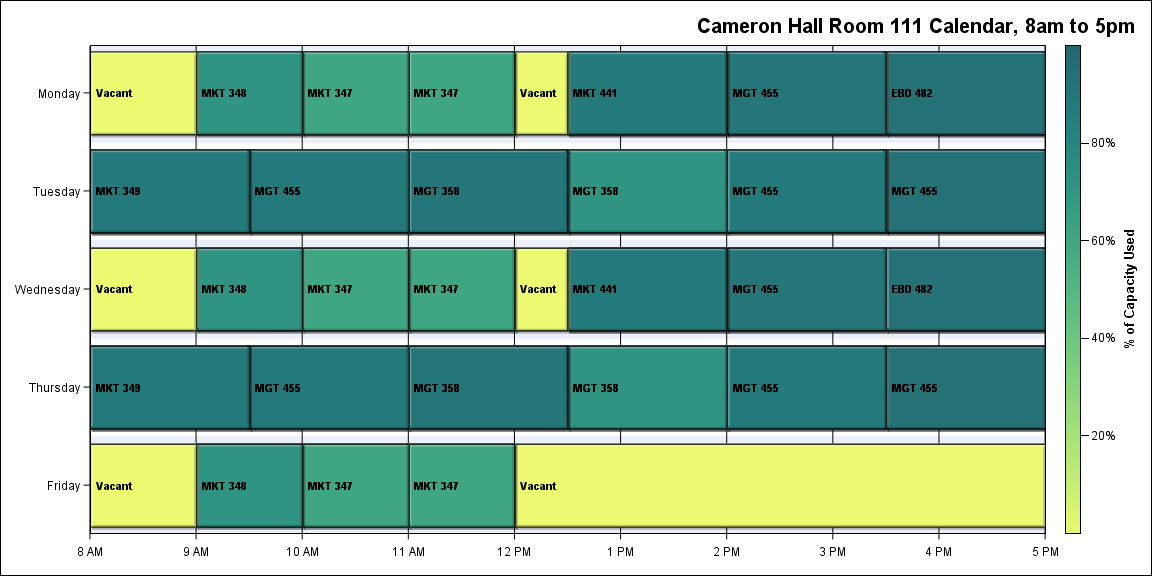 Cameron Hall Room 111 Calendar, 8am to 5pm
Monday
Vacant
MKT 348
MKT 347
MKT 347
Vacant
MKT 441
MGT 455
EBD 482
Tuesday
MKT 349
MGT 455
MGT 358
MGT 358
MGT 455
MGT 455
Wednesday
Vacant
MKT 348
MKT 347
MKT 347
Vacant
MKT 441
MGT 455
EBD 482
Thursday
MKT 349
MGT 455
MGT 358
MGT 358
MGT 455
MGT 455
Friday
Vacant
MKT 348
MKT 347
MKT 347
Vacant
8 AM
9 AM
10 AM
11 AM
12 PM
1 PM
2 PM
3 PM
4 PM
5 PM
80%
60%
40%
20%
% of Capacity Used